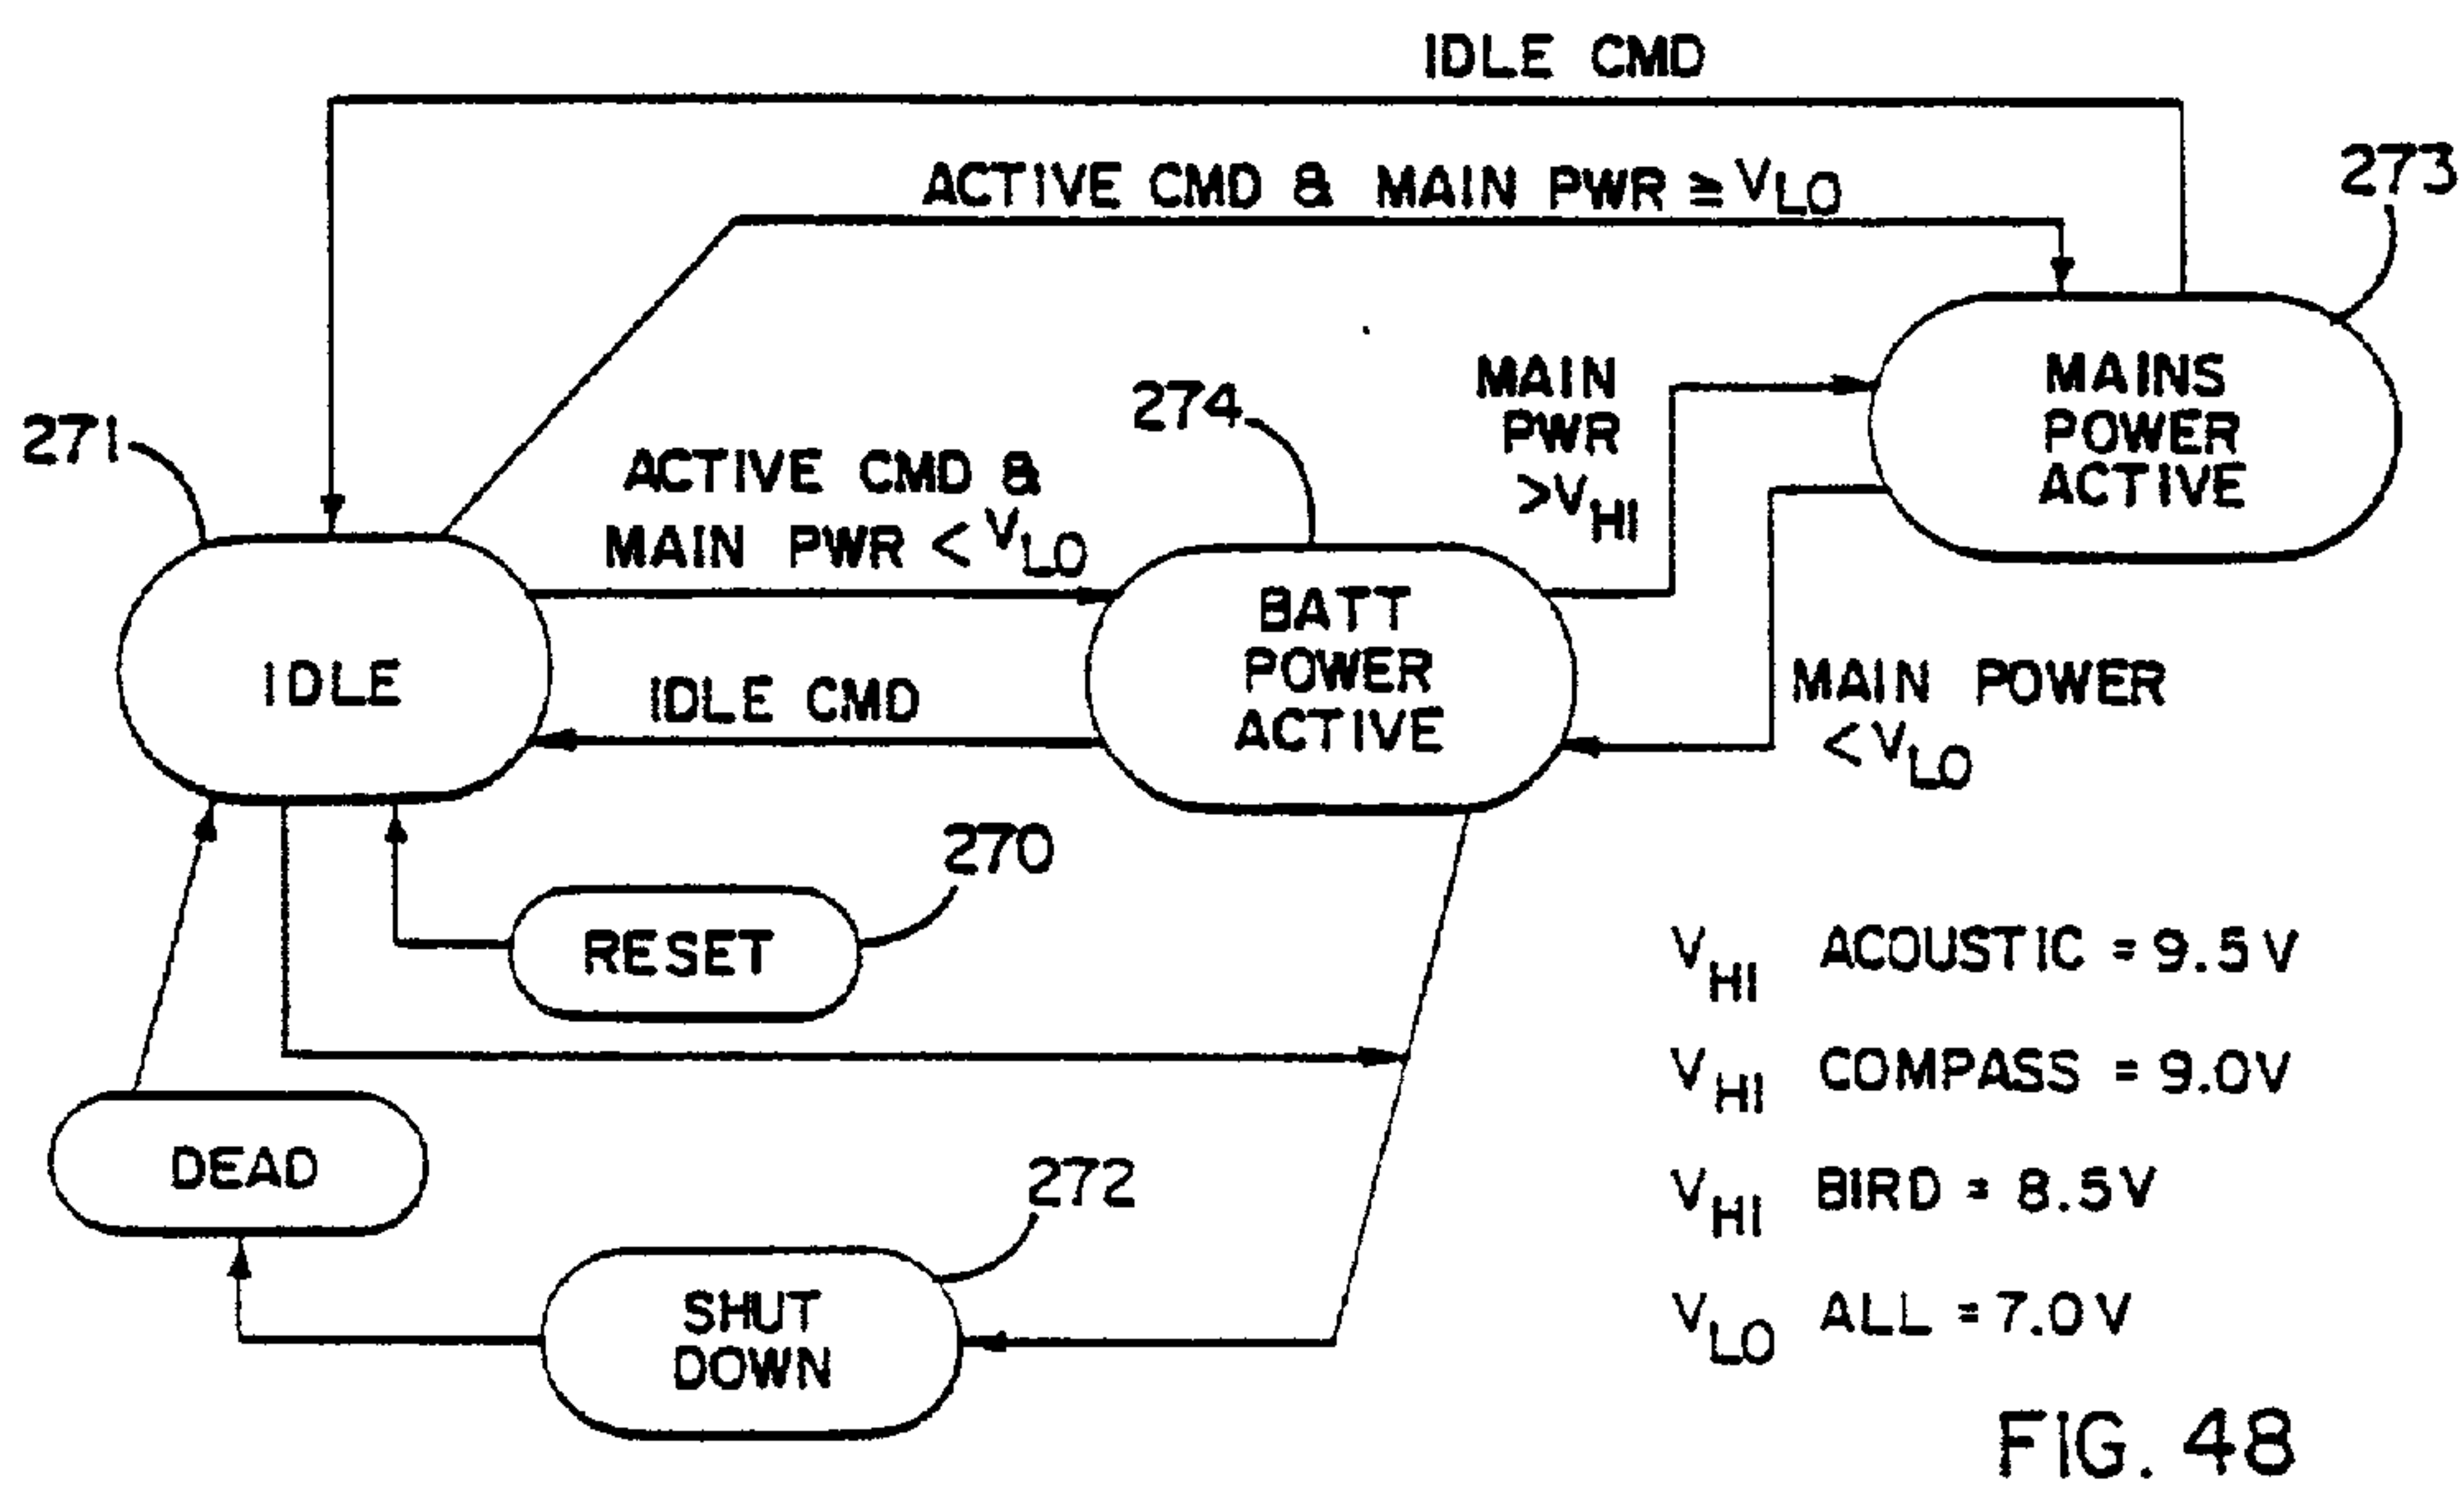 IDLE CMD
ACTIVE CMD & MAIN PWR ≧ VLO
273
MAIN
PWR
>VHI
MAINS
POWER
ACTIVE
274
271
ACTIVE CMD &
MAIN PWR < VLO
BATT
POWER
ACTIVE
IDLE
IDLE CMD
MAIN POWER
<VLO
270
RESET
VHI ACOUSTIC = 9.5V
VHI COMPASS = 9.0V
DEAD
272
VHI BIRD = 8.5V
SHUT
DOWN
VLO ALL = 7.0V
FIG. 48